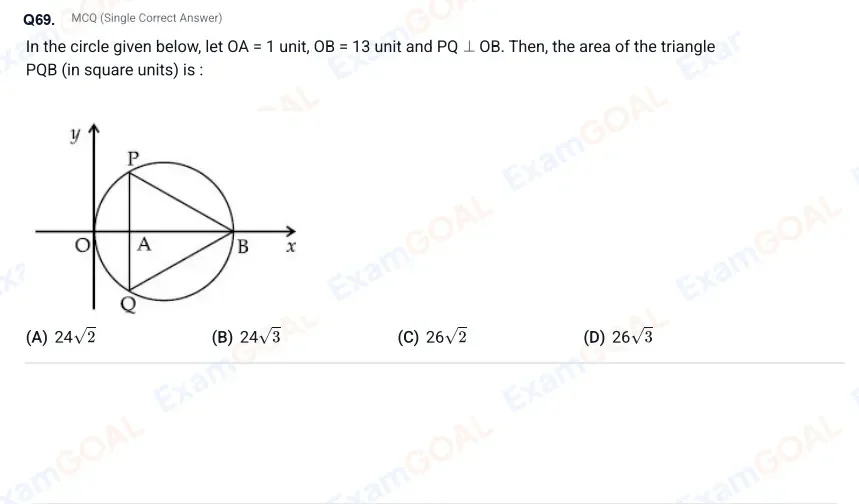 Q69. MCQ (Single Correct Answer)
In the circle given below, let OA = 1 unit, OB = 13 unit and PQ ⊥ OB. Then, the area of the triangle
PQB (in square units) is :
y
P
O A B x
Q
(A) 24√2 (B) 24√3 (C) 26√2 (D) 26√3
ExamGOAL